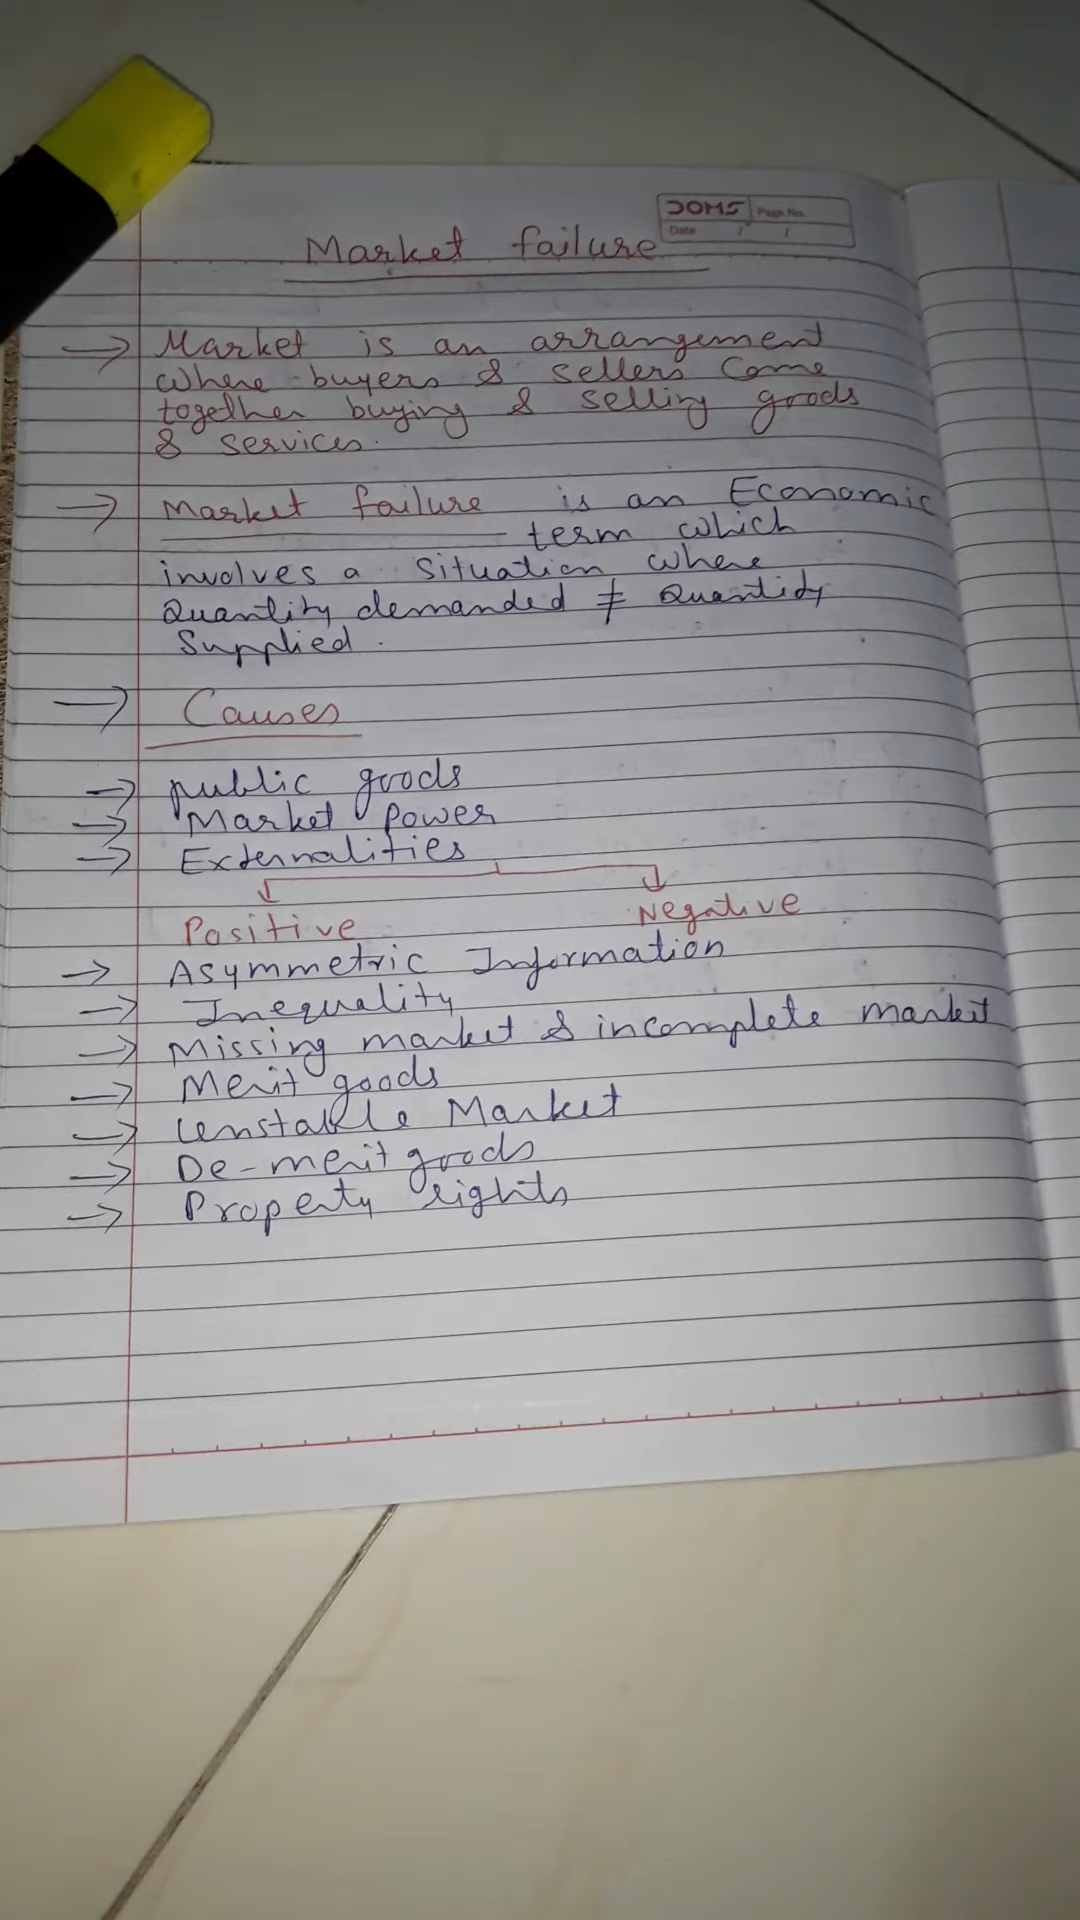 DOMS Page No.
Date / /
Market failure
→ Market is an arrangement
where buyers & sellers come
together buying & selling goods
& services.
→ Market failure is an Economic
term which
involves a situation where
Quantity demanded ≠ Quantity
Supplied.
→ Causes
→ public goods
→ Market power
→ Externalities
Positive Negative
→ Asymmetric Information
→ Inequality
→ Missing market & incomplete market
→ Merit goods
→ Unstable Market
→ De-merit goods
→ Property rights